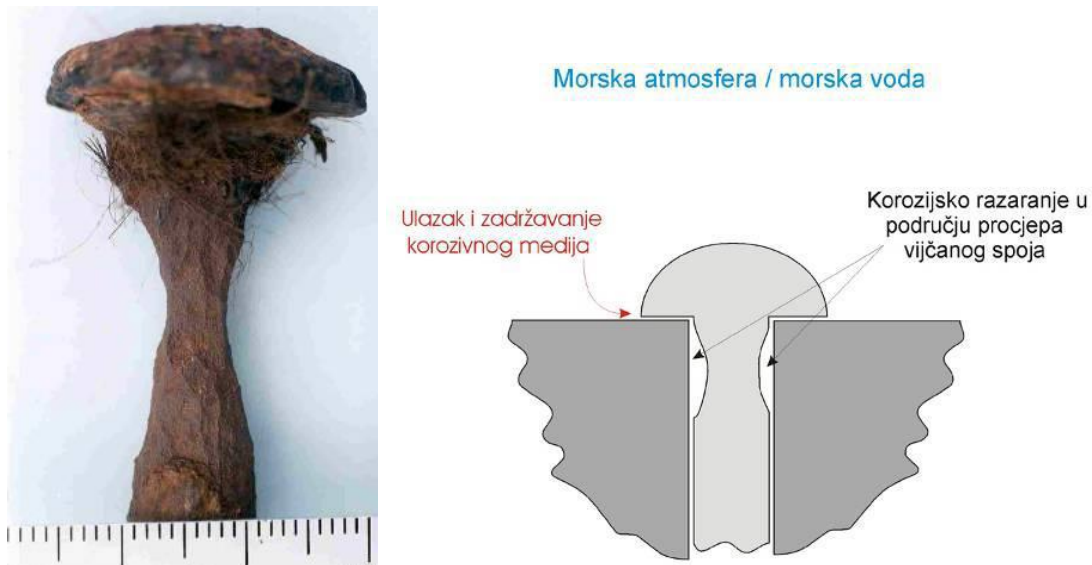 Morska atmosfera / morska voda
Ulazak i zadržavanje
korozivnog medija
Korozijsko razaranje u
području procjepa
vijčanog spoja